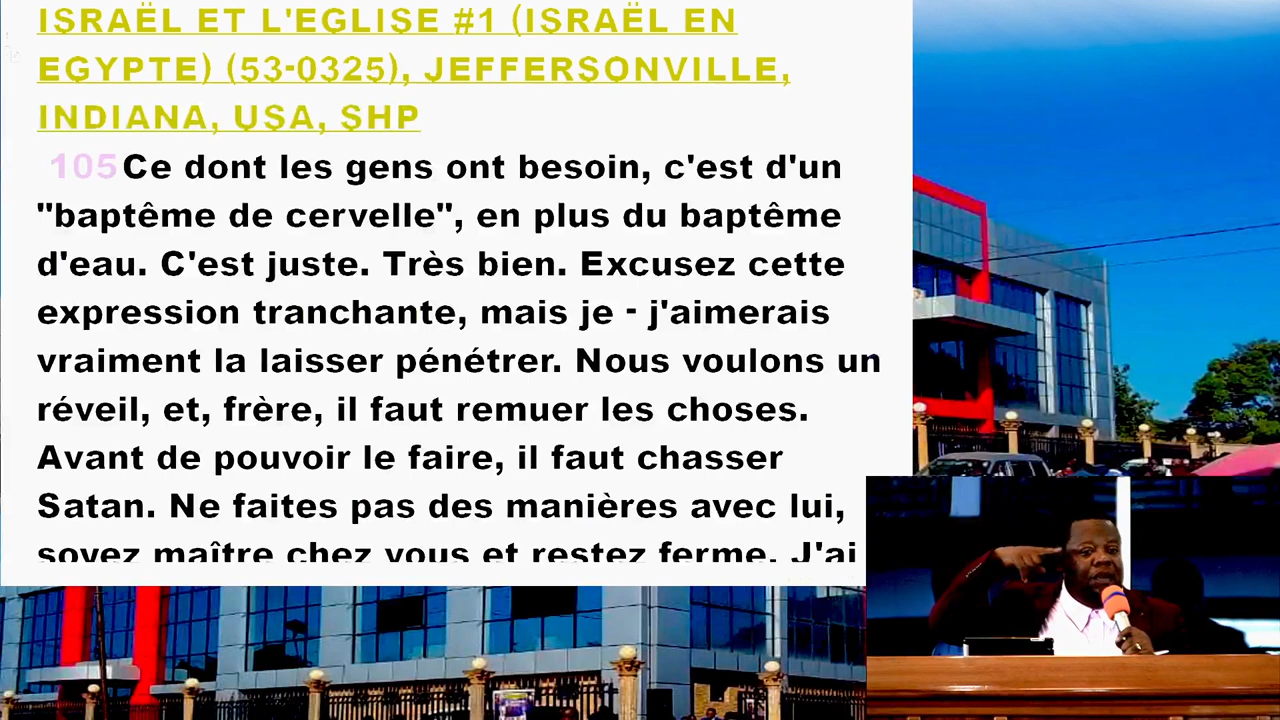 ISRAËL ET L'EGLISE #1 (ISRAËL EN
EGYPTE) (53-0325), JEFFERSONVILLE,
INDIANA, USA, SHP
105 Ce dont les gens ont besoin, c'est d'un
"baptême de cervelle", en plus du baptême
d'eau. C'est juste. Très bien. Excusez cette
expression tranchante, mais je - j'aimerais
vraiment la laisser pénétrer. Nous voulons un
réveil, et, frère, il faut remuer les choses.
Avant de pouvoir le faire, il faut chasser
Satan. Ne faites pas des manières avec lui,
soyez maître chez vous et restez ferme. J'ai